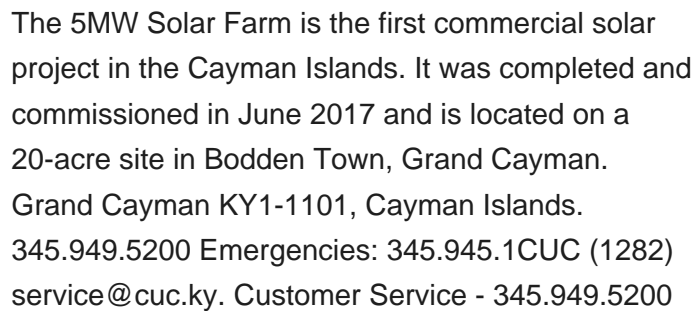 The 5MW Solar Farm is the first commercial solar
project in the Cayman Islands. It was completed and
commissioned in June 2017 and is located on a
20-acre site in Bodden Town, Grand Cayman.
Grand Cayman KY1-1101, Cayman Islands.
345.949.5200 Emergencies: 345.945.1CUC (1282)
service@cuc.ky. Customer Service - 345.949.5200